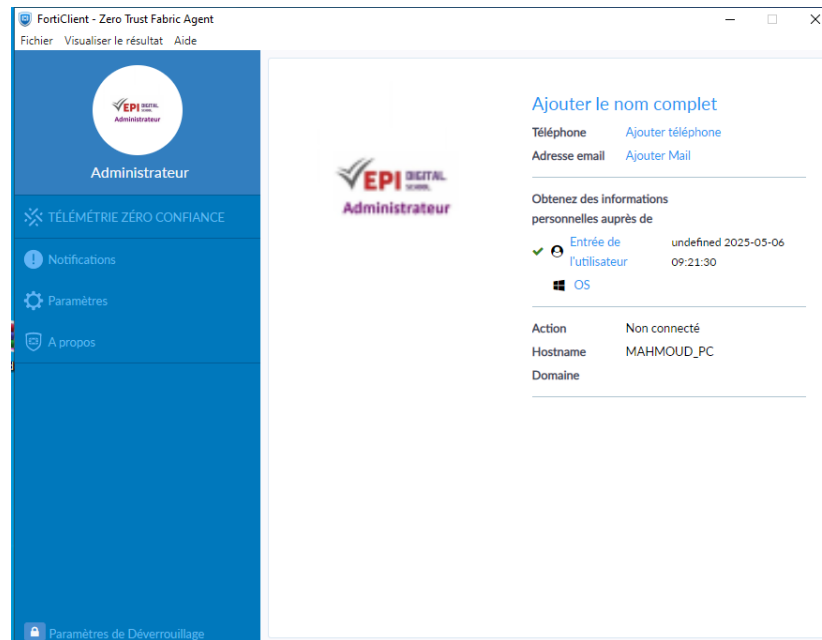 FortiClient - Zero Trust Fabric Agent
Fichier Visualiser le résultat Aide
EPI DIGITAL
SCHOOL
Administrateur
Administrateur
TÉLÉMÉTRIE ZÉRO CONFIANCE
Notifications
Paramètres
A propos
Paramètres de Déverrouillage
EPI DIGITAL
SCHOOL
Administrateur
Ajouter le nom complet
Téléphone Ajouter téléphone
Adresse email Ajouter Mail
Obtenez des informations
personnelles auprès de
Entrée de
l'utilisateur
undefined 2025-05-06
09:21:30
OS
Action Non connecté
Hostname MAHMOUD_PC
Domaine